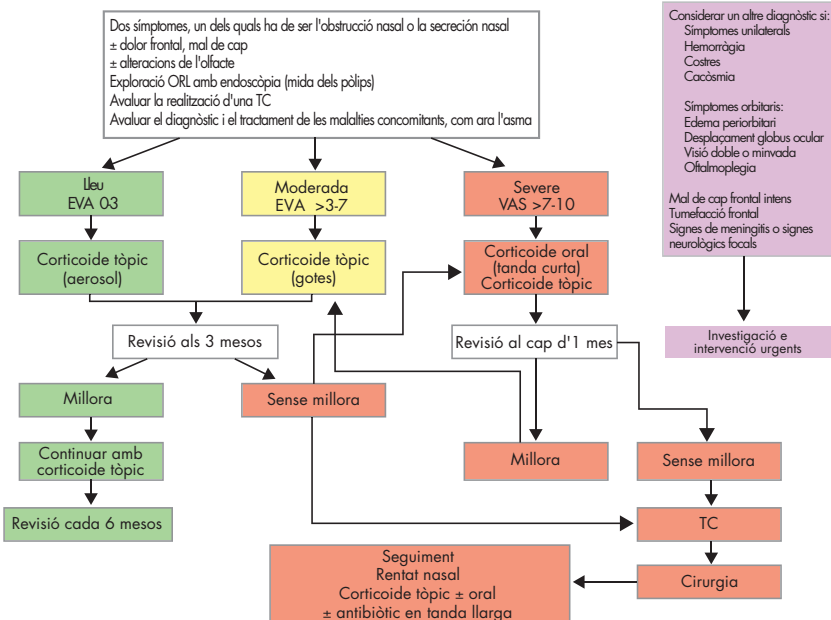 Dos símptomes, un dels quals ha de ser l'obstrucció nasal o la secreción nasal
± dolor frontal, mal de cap
± alteracions de l'olfacte
Exploració ORL amb endoscòpia (mida dels pòlips)
Avaluar la realització d'una TC
Avaluar el diagnòstic i el tractament de les malalties concomitants, com ara l'asma
Considerar un altre diagnòstic si:
Símptomes unilaterals
Hemorràgia
Costres
Cacòsmia
Símptomes orbitaris:
Edema periorbitari
Desplaçament globus ocular
Visió doble o minvada
Oftalmoplegia
Mal de cap frontal intens
Tumefacció frontal
Signes de meningitis o signes
neurològics focals
Investigació e
intervenció urgents
Lleu
EVA 03
Moderada
EVA >3-7
Severe
VAS >7-10
Corticoide tòpic
(aerosol)
Corticoide tòpic
(gotes)
Corticoide oral
(tanda curta)
Corticoide tòpic
Revisió als 3 mesos
Revisió al cap d'1 mes
Millora
Sense millora
Millora
Sense millora
Continuar amb
corticoide tòpic
Revisió cada 6 mesos
TC
Cirurgia
Seguiment
Rentat nasal
Corticoide tòpic ± oral
± antibiòtic en tanda llarga